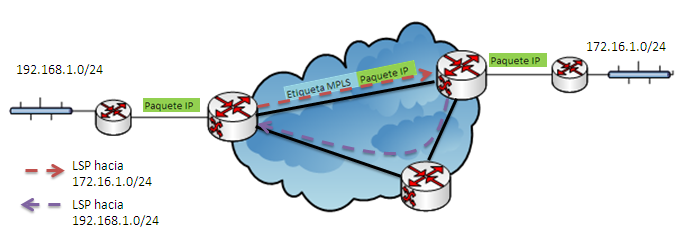 192.168.1.0/24
Paquete IP
Etiqueta MPLS
Paquete IP
Paquete IP
172.16.1.0/24
LSP hacia
172.16.1.0/24
LSP hacia
192.168.1.0/24